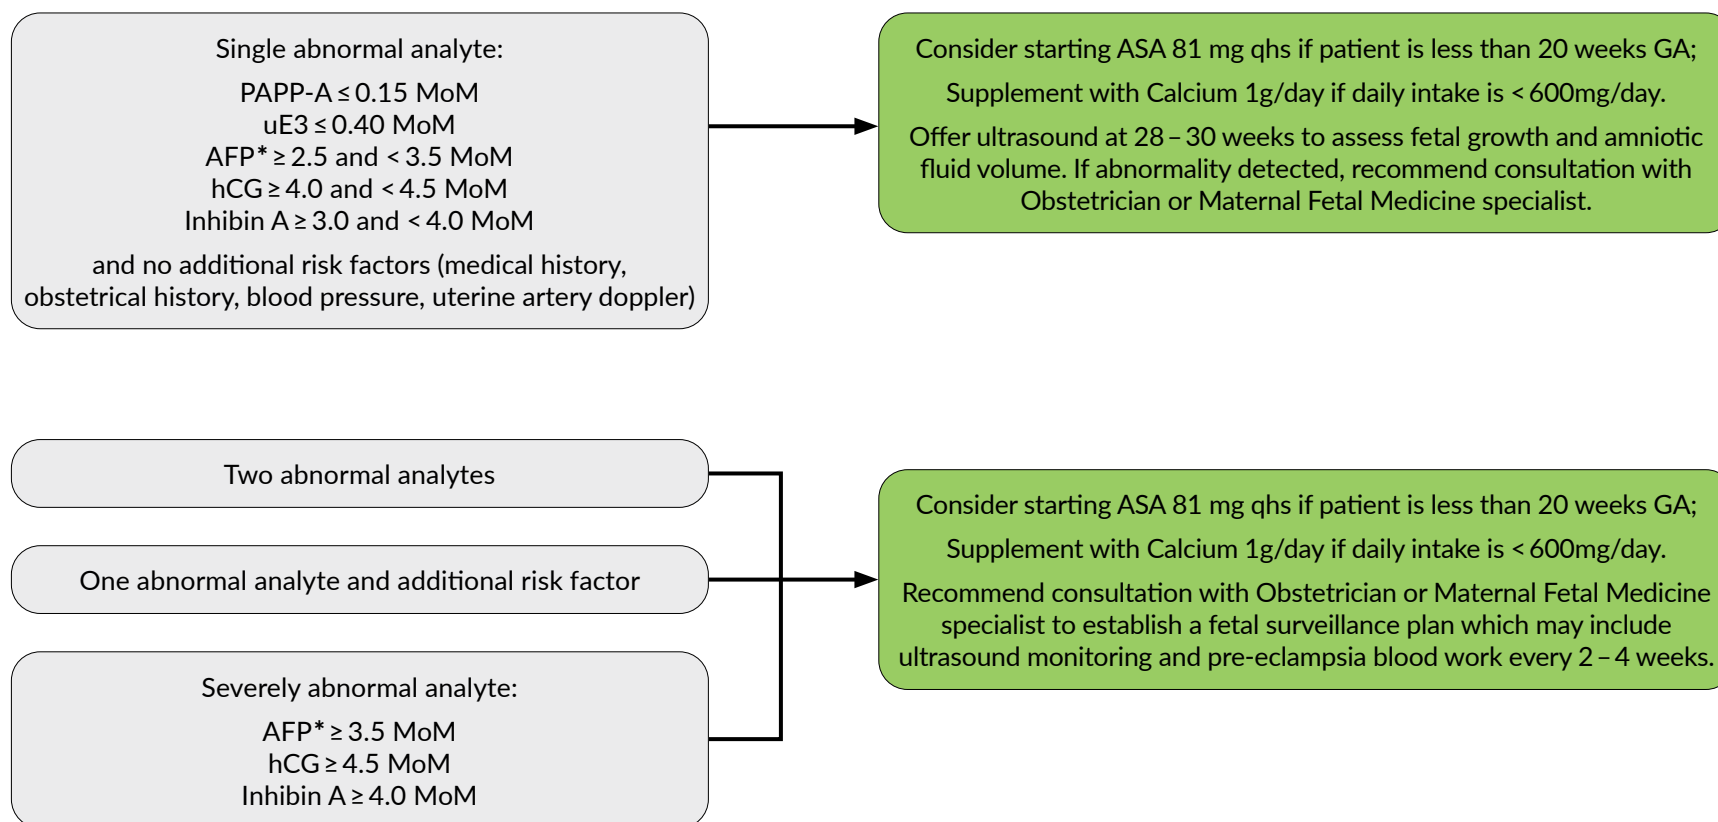 Single abnormal analyte:
PAPP-A ≤ 0.15 MoM
uE3 ≤ 0.40 MoM
AFP* ≥ 2.5 and < 3.5 MoM
hCG ≥ 4.0 and < 4.5 MoM
Inhibin A ≥ 3.0 and < 4.0 MoM
and no additional risk factors (medical history,
obstetrical history, blood pressure, uterine artery doppler)
Consider starting ASA 81 mg qhs if patient is less than 20 weeks GA;
Supplement with Calcium 1g/day if daily intake is < 600mg/day.
Offer ultrasound at 28 – 30 weeks to assess fetal growth and amniotic
fluid volume. If abnormality detected, recommend consultation with
Obstetrician or Maternal Fetal Medicine specialist.
Two abnormal analytes
One abnormal analyte and additional risk factor
Severely abnormal analyte:
AFP* ≥ 3.5 MoM
hCG ≥ 4.5 MoM
Inhibin A ≥ 4.0 MoM
Consider starting ASA 81 mg qhs if patient is less than 20 weeks GA;
Supplement with Calcium 1g/day if daily intake is < 600mg/day.
Recommend consultation with Obstetrician or Maternal Fetal Medicine
specialist to establish a fetal surveillance plan which may include
ultrasound monitoring and pre-eclampsia blood work every 2 – 4 weeks.